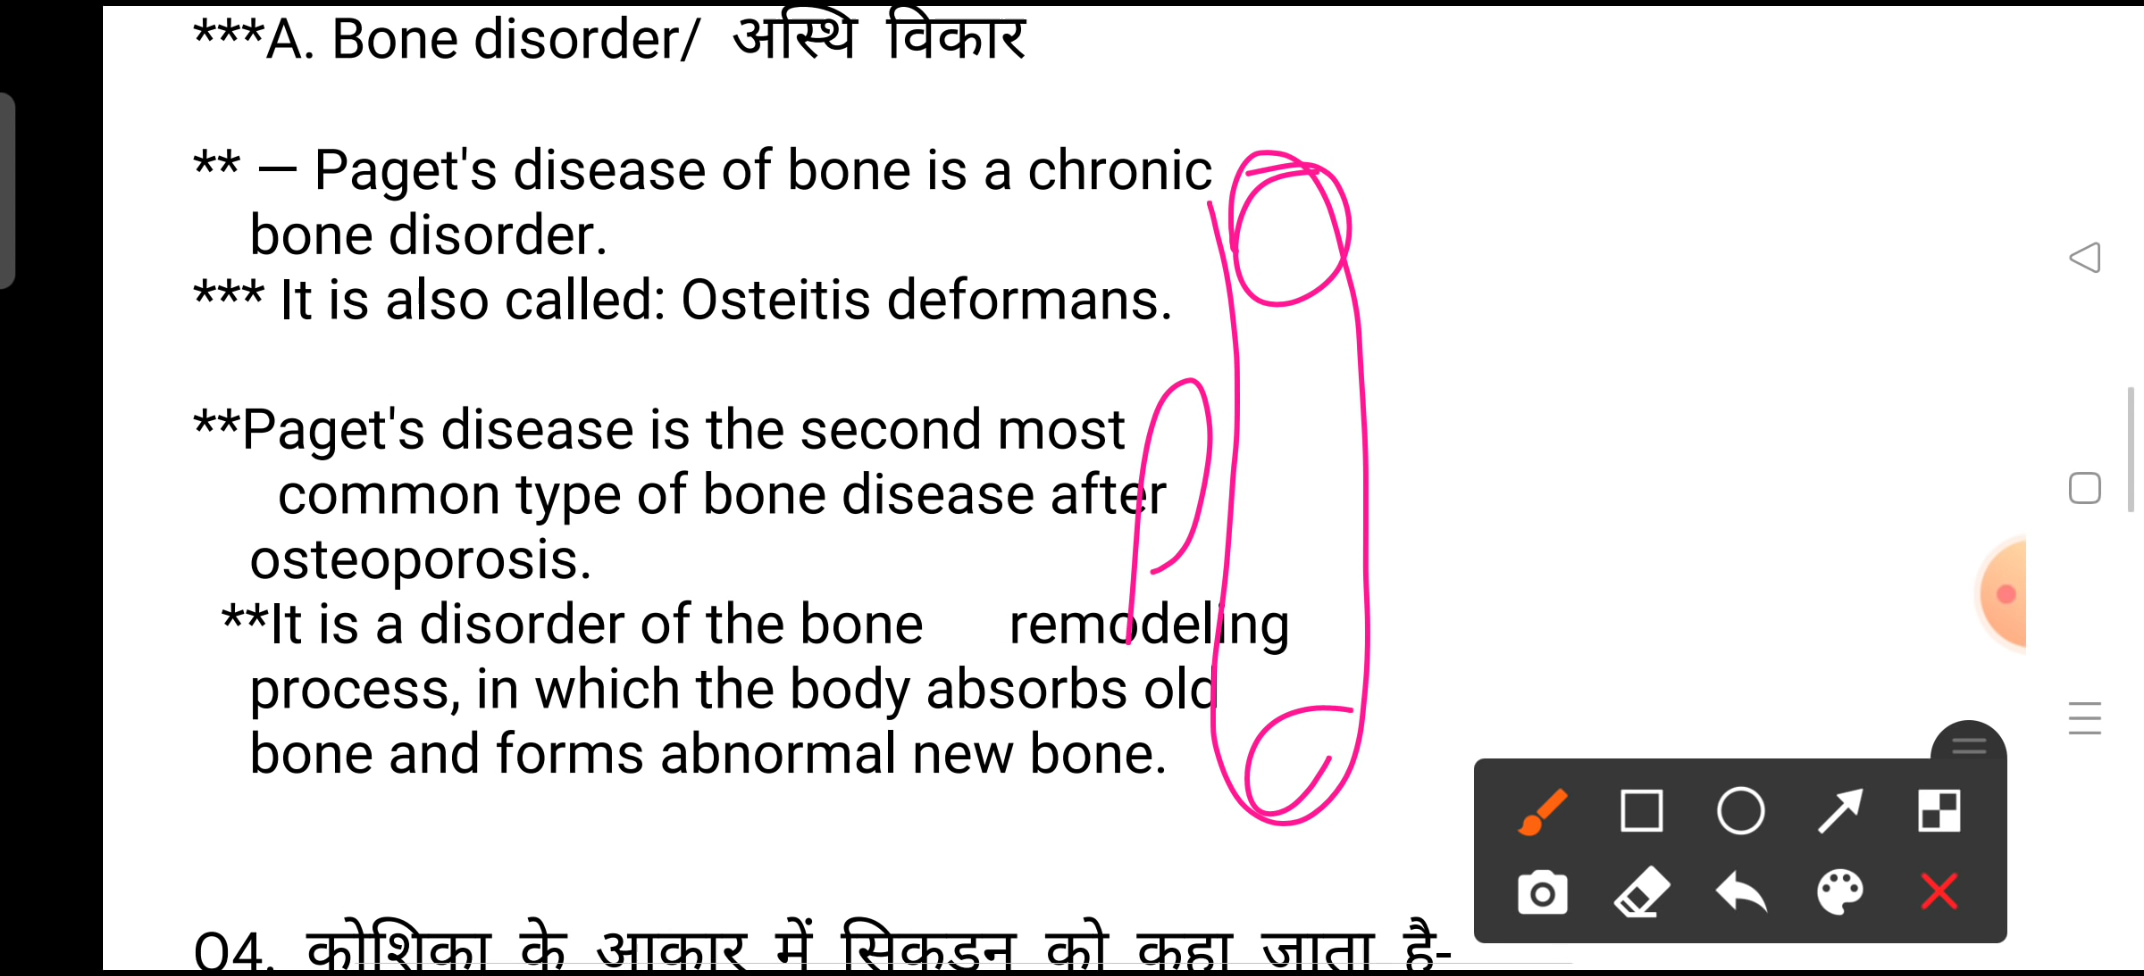 ***A. Bone disorder/ अस्थि विकार
** — Paget's disease of bone is a chronic
bone disorder.
*** It is also called: Osteitis deformans.
**Paget's disease is the second most
common type of bone disease after
osteoporosis.
**It is a disorder of the bone remodeling
process, in which the body absorbs old
bone and forms abnormal new bone.
04. कोशिका के आकार में सिकुड़न को कहा जाता है-